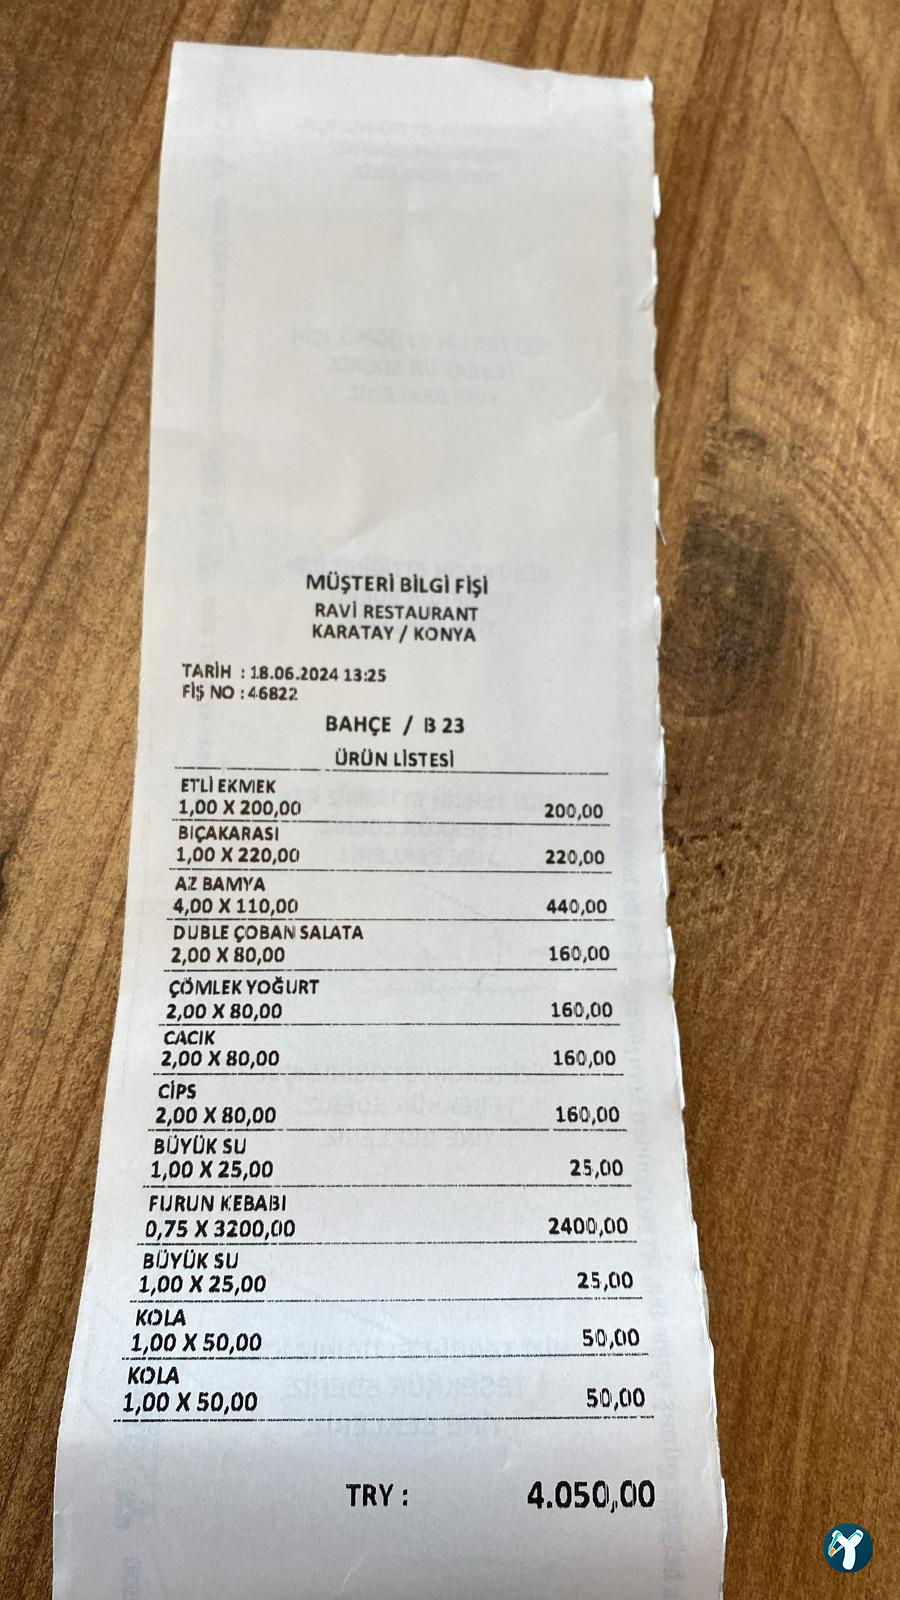 MÜŞTERİ BİLGİ FİŞİ
RAVİ RESTAURANT
KARATAY / KONYA
TARİH : 18.06.2024 13:25
FİŞ NO : 46822
BAHÇE / B 23
ÜRÜN LİSTESİ
ETLİ EKMEK
1,00 X 200,00 200,00
BIÇAKARASI
1,00 X 220,00 220,00
AZ BAMYA
4,00 X 110,00 440,00
DUBLE ÇOBAN SALATA
2,00 X 80,00 160,00
ÇÖMLEK YOĞURT
2,00 X 80,00 160,00
CACIK
2,00 X 80,00 160,00
CİPS
2,00 X 80,00 160,00
BÜYÜK SU
1,00 X 25,00 25,00
FURUN KEBABI
0,75 X 3200,00 2400,00
BÜYÜK SU
1,00 X 25,00 25,00
KOLA
1,00 X 50,00 50,00
KOLA
1,00 X 50,00 50,00
TRY : 4.050,00